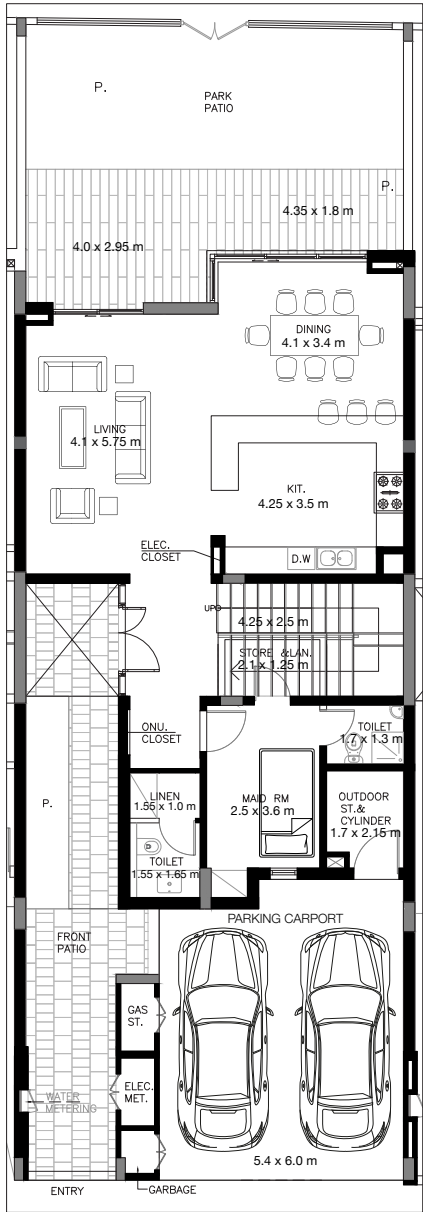 P.
PARK
PATIO
P.
4.35 x 1.8 m
4.0 x 2.95 m
DINING
4.1 x 3.4 m
LIVING
4.1 x 5.75 m
KIT.
4.25 x 3.5 m
ELEC.
CLOSET
D.W
UP
4.25 x 2.5 m
STORE &LAN.
2.1 x 1.25 m
ONU.
CLOSET
TOILET
1.7 x 1.3 m
P.
LINEN
1.55 x 1.0 m
MAID RM
2.5 x 3.6 m
OUTDOOR
ST.&
CYLINDER
1.7 x 2.15 m
TOILET
1.55 x 1.65 m
PARKING CARPORT
FRONT
PATIO
GAS
ST.
ELEC.
MET.
WATER
METERING
5.4 x 6.0 m
ENTRY
GARBAGE